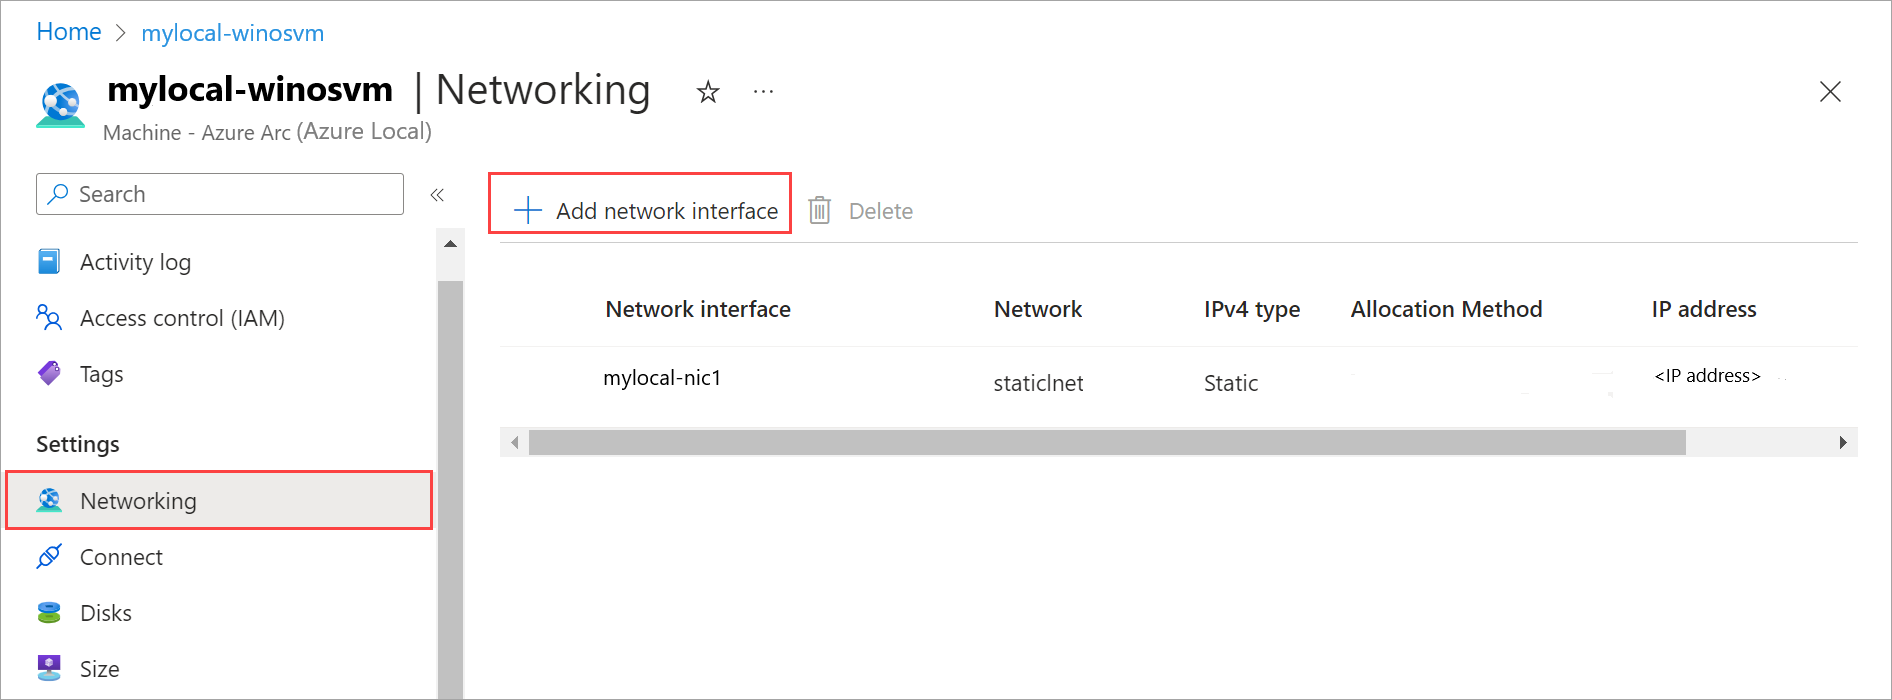 Home > mylocal-winosvm
mylocal-winosvm | Networking
Machine - Azure Arc (Azure Local)
Search
Activity log
Access control (IAM)
Tags
Settings
Networking
Connect
Disks
Size
Add network interface Delete
Network interface Network IPv4 type Allocation Method IP address
mylocal-nic1 staticlnet Static <IP address>